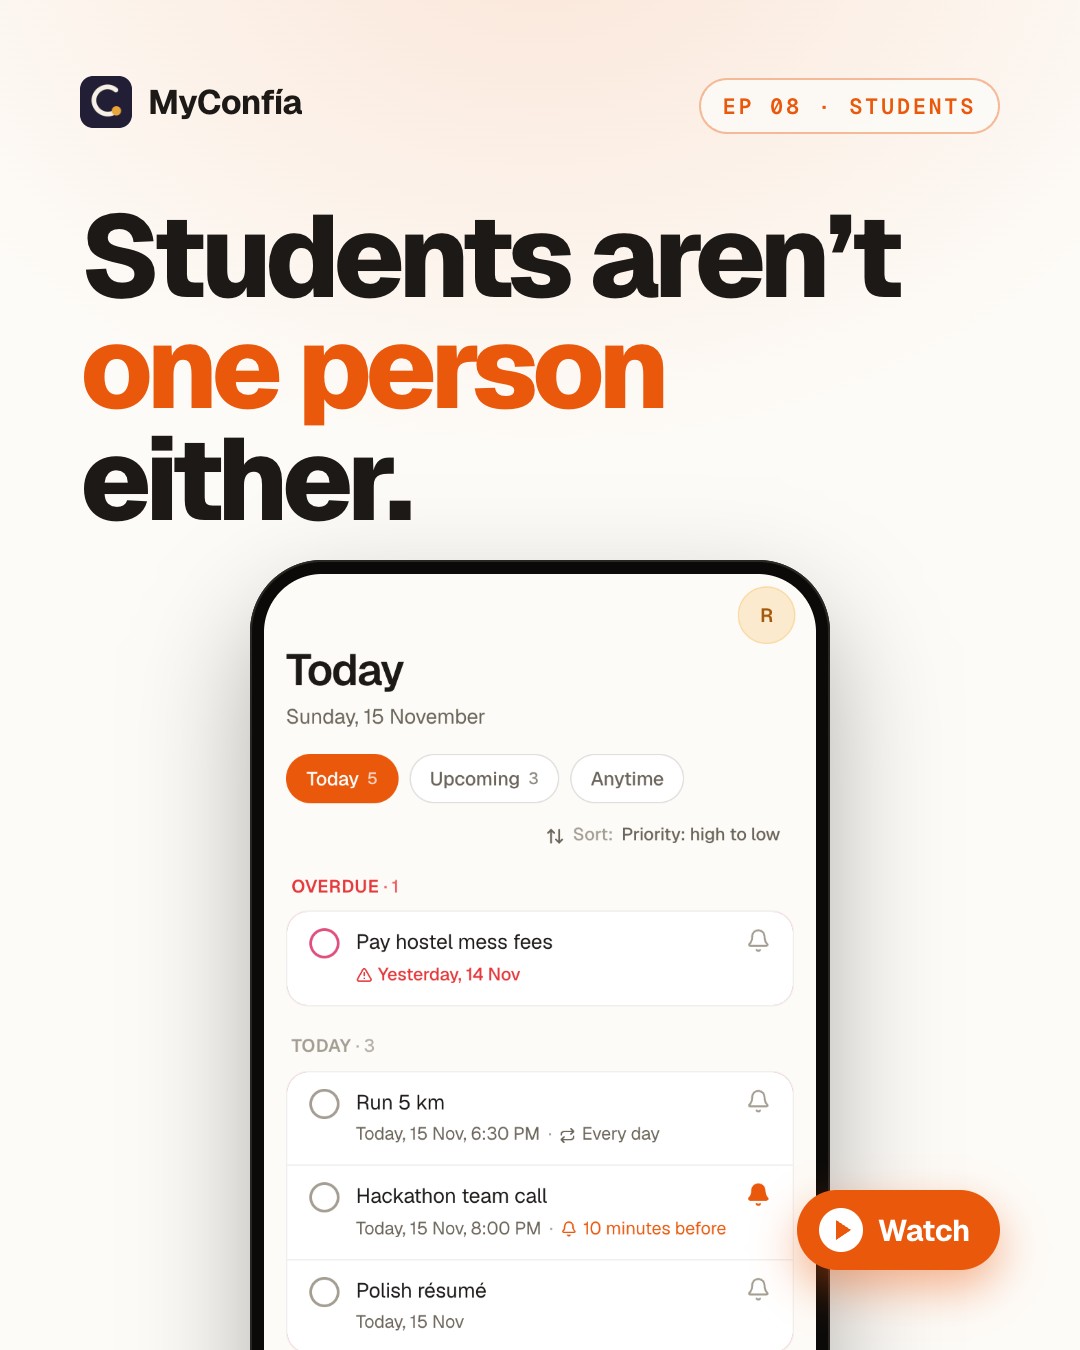 MyConfía
EP 08 · STUDENTS
Students aren’t
one person
either.
R
Today
Sunday, 15 November
Today 5 Upcoming 3 Anytime
Sort: Priority: high to low
OVERDUE · 1
Pay hostel mess fees
Yesterday, 14 Nov
TODAY · 3
Run 5 km
Today, 15 Nov, 6:30 PM · Every day
Hackathon team call
Today, 15 Nov, 8:00 PM · 10 minutes before
Watch
Polish résumé
Today, 15 Nov